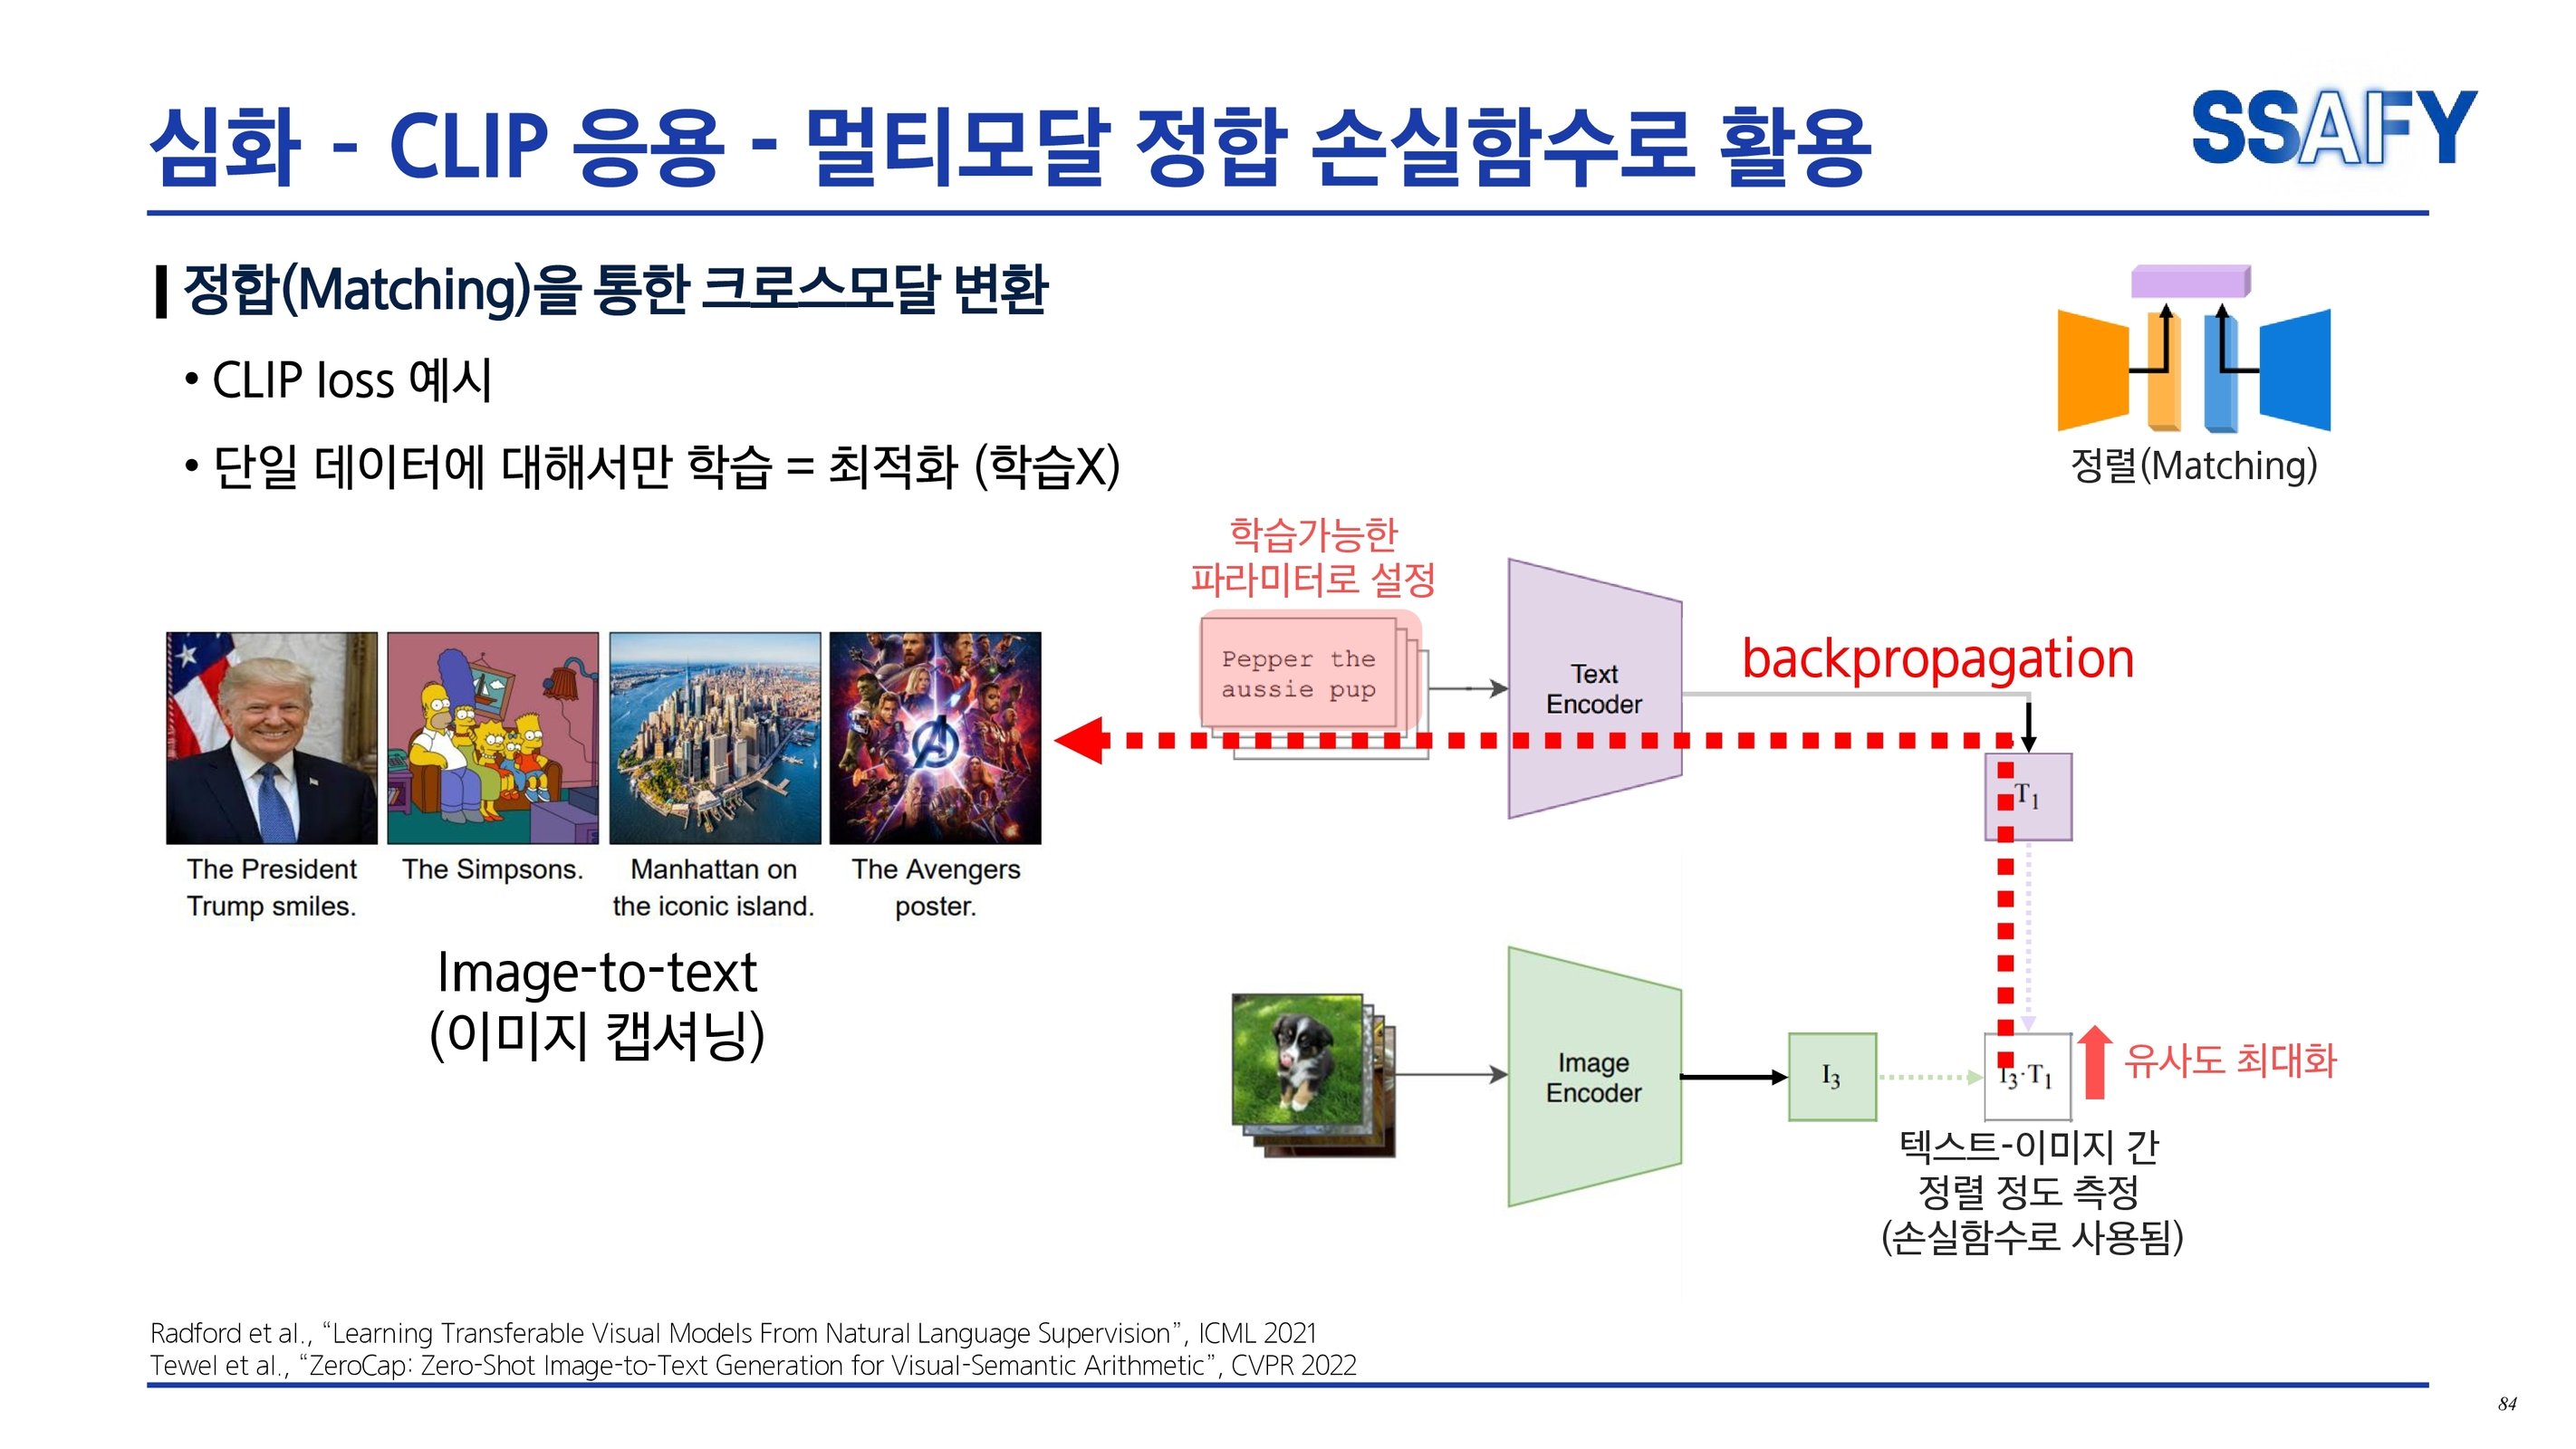 심화 - CLIP 응용 - 멀티모달 정합 손실함수로 활용
SSAFY
정합(Matching)을 통한 크로스모달 변환
• CLIP loss 예시
• 단일 데이터에 대해서만 학습 = 최적화 (학습X)
정렬(Matching)
학습가능한
파라미터로 설정
Pepper the
aussie pup
Text
Encoder
backpropagation
T1
The President
Trump smiles.
The Simpsons.
Manhattan on
the iconic island.
The Avengers
poster.
Image-to-text
(이미지 캡셔닝)
Image
Encoder
I3
I3·T1
유사도 최대화
텍스트-이미지 간
정렬 정도 측정
(손실함수로 사용됨)
Radford et al., “Learning Transferable Visual Models From Natural Language Supervision”, ICML 2021
Tewel et al., “ZeroCap: Zero-Shot Image-to-Text Generation for Visual-Semantic Arithmetic”, CVPR 2022
84